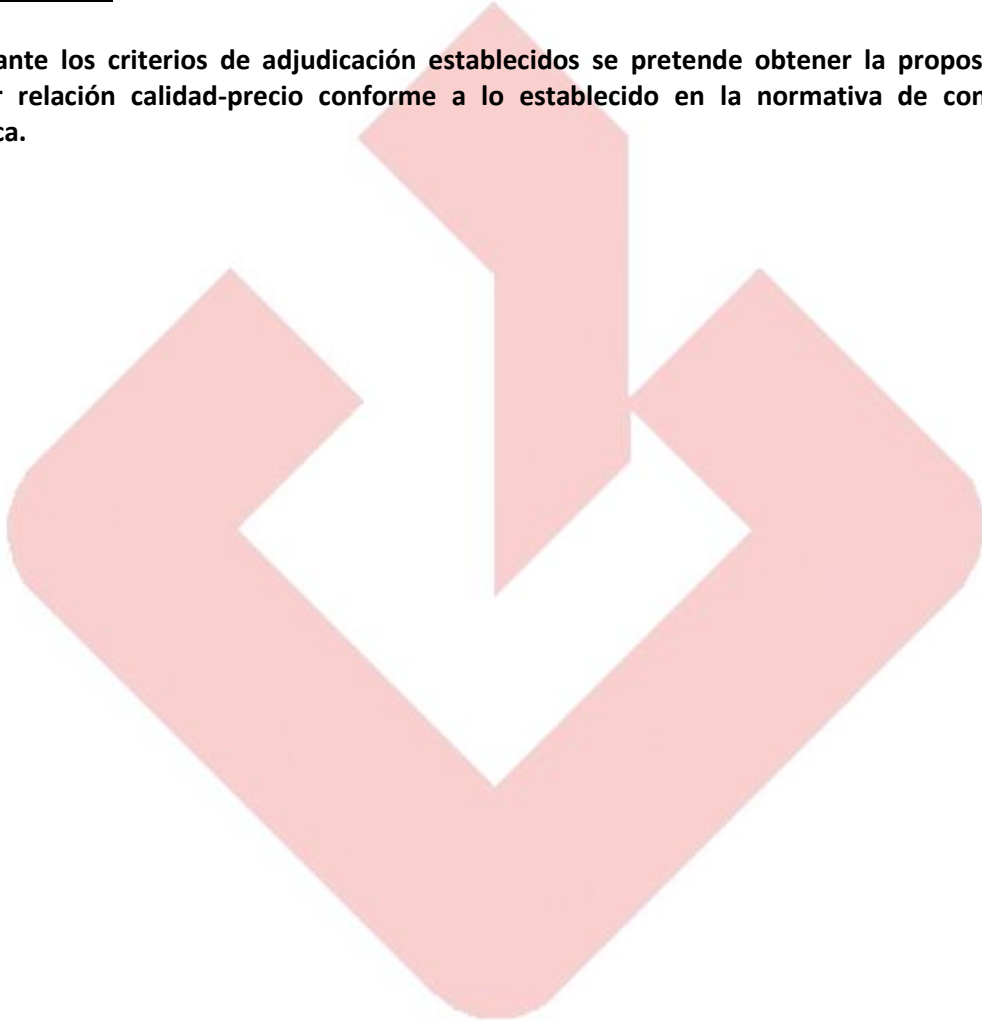 ante los criterios de adjudicación establecidos se pretende obtener la propos
r relación calidad-precio conforme a lo establecido en la normativa de con
ca.